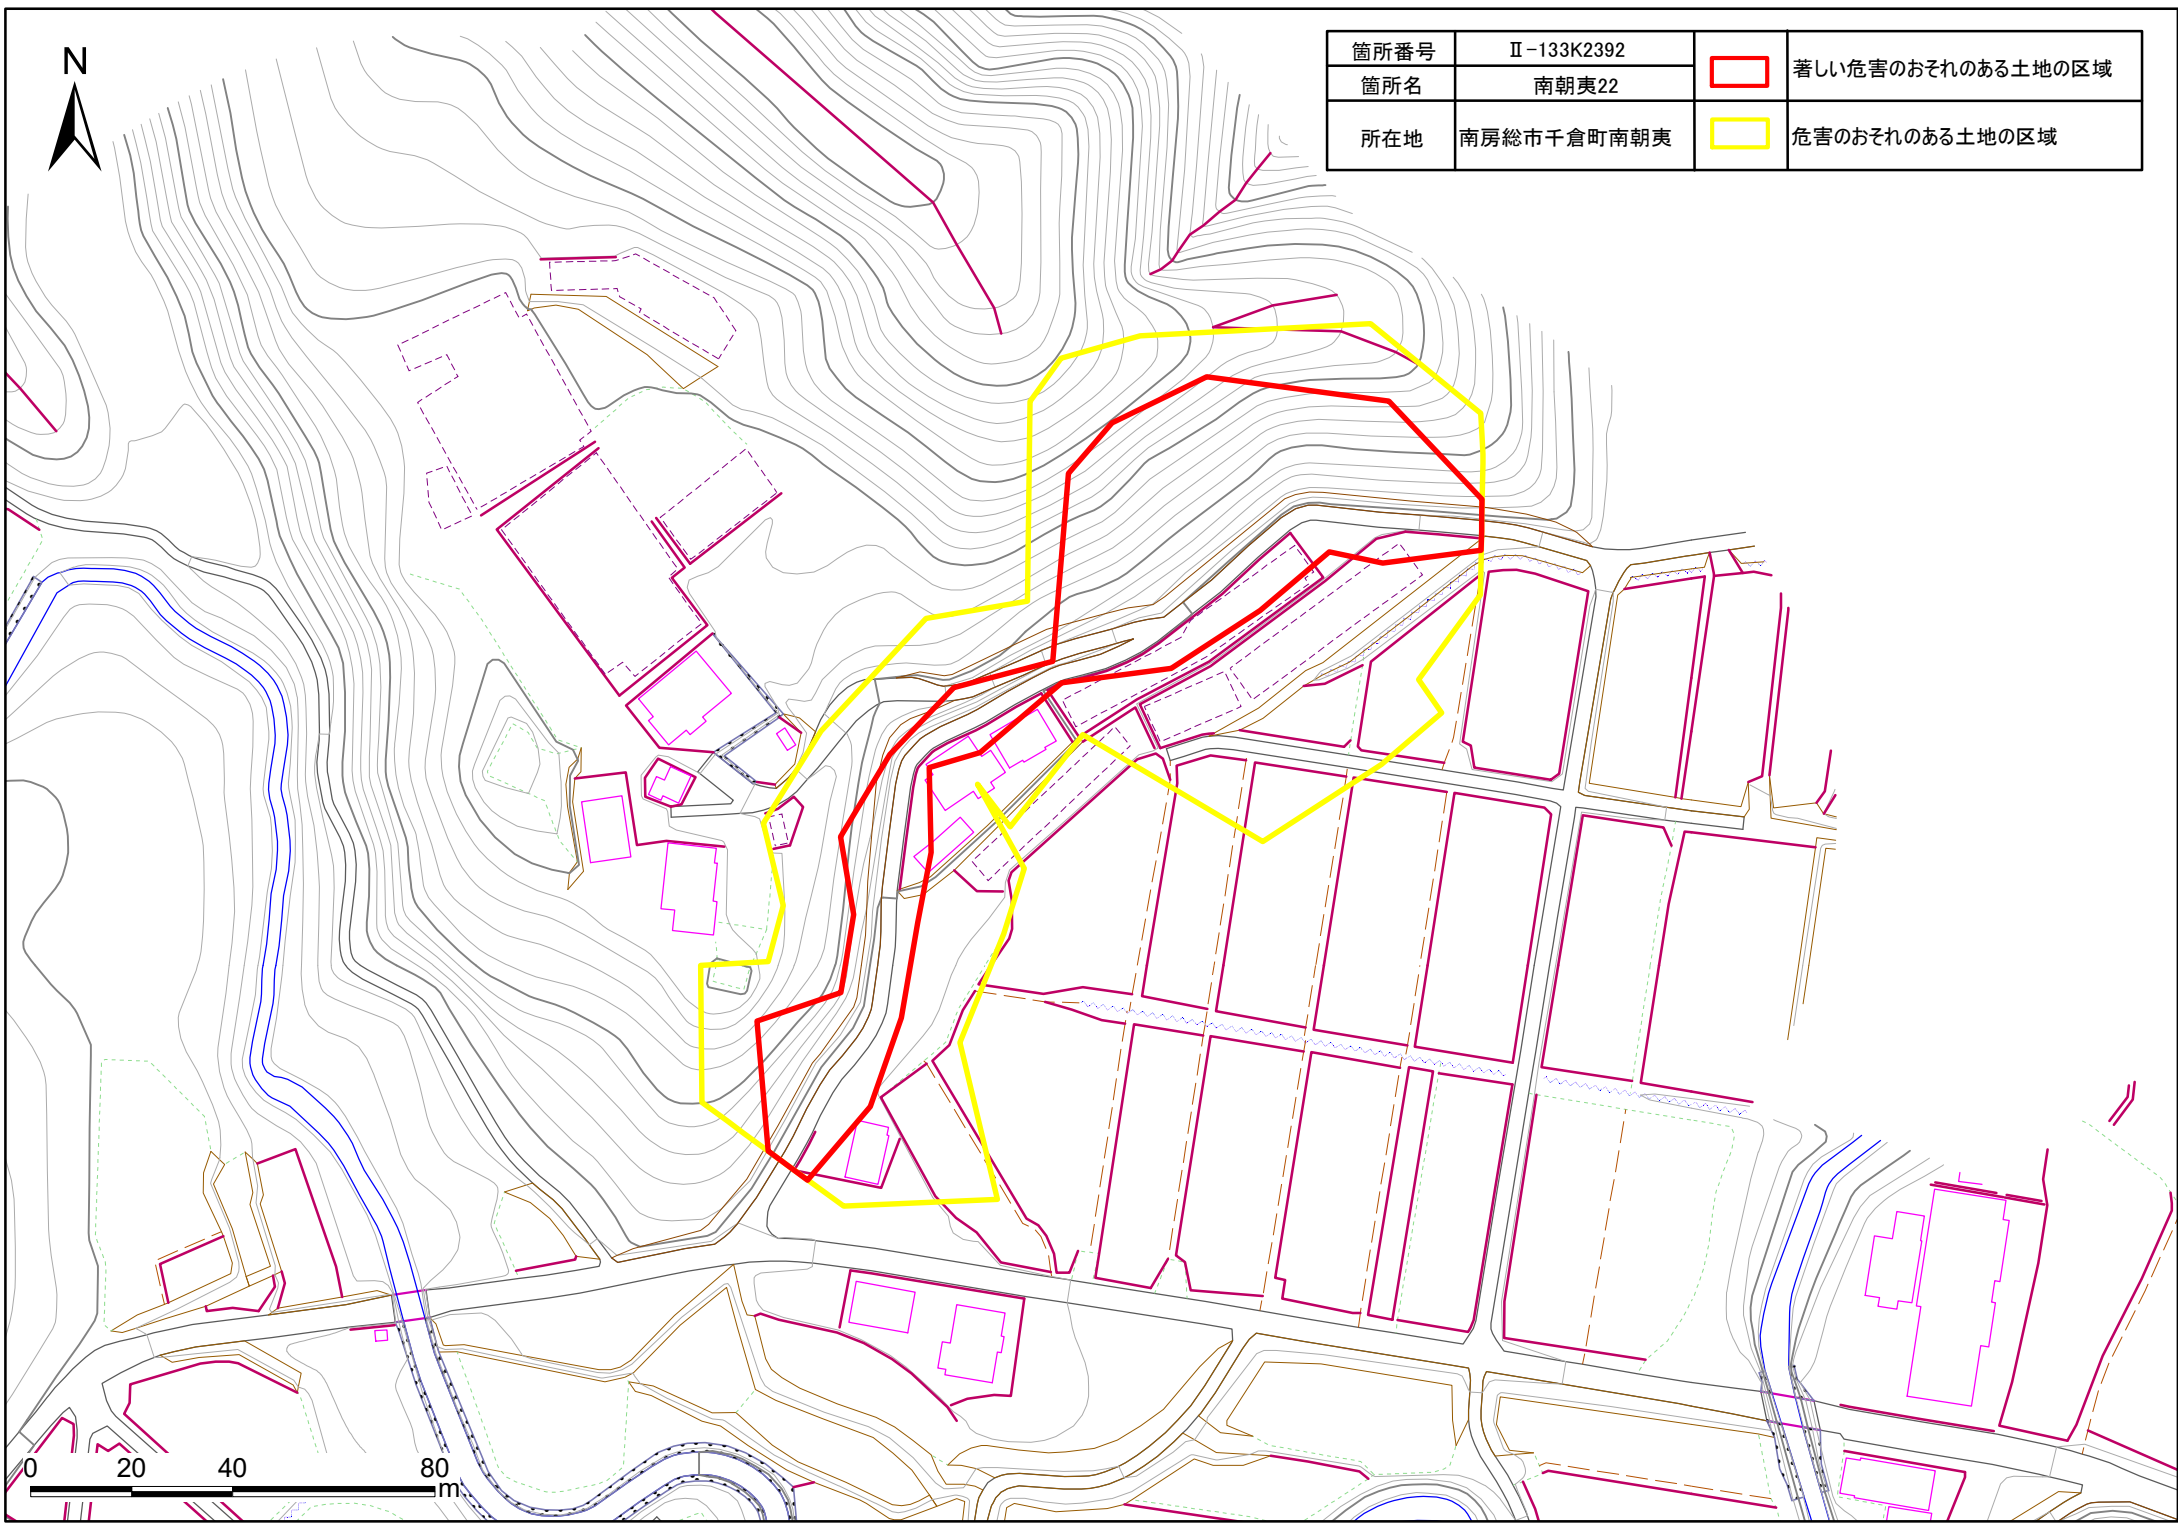 N
箇所番号 Ⅱ-133K2392 著しい危害のおそれのある土地の区域
箇所名 南朝夷22
所在地 南房総市千倉町南朝夷 危害のおそれのある土地の区域
0 20 40 80
m